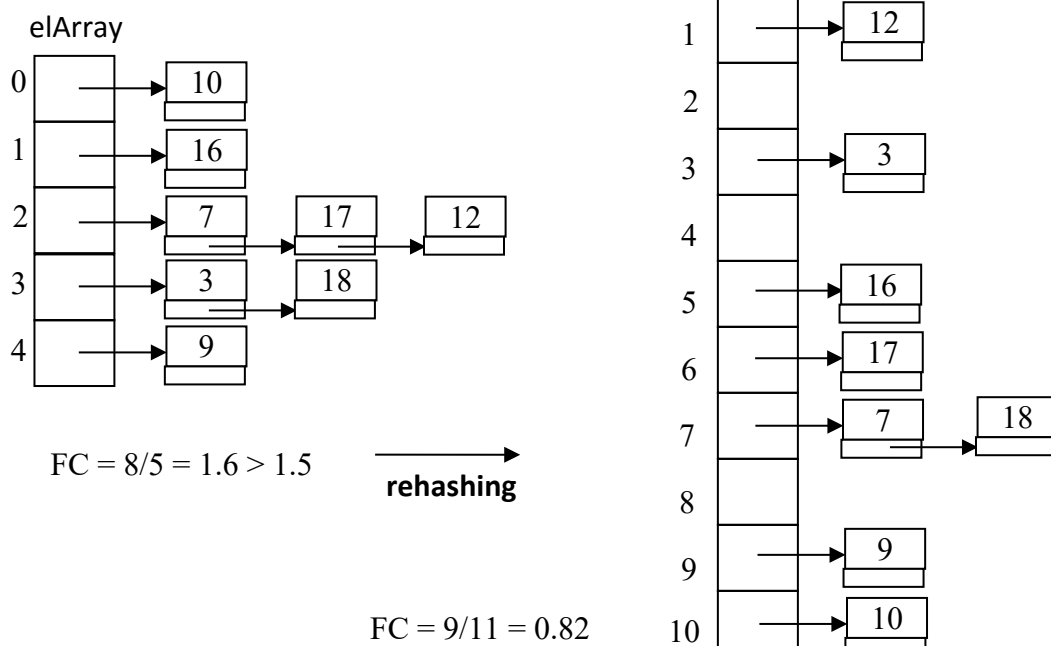 elArray
0 10
1 16
2 7 17 12
3 3 18
4 9
FC = 8/5 = 1.6 > 1.5
rehashing
FC = 9/11 = 0.82
1 12
2
3 3
4
5 16
6 17
7 7 18
8
9 9
10 10